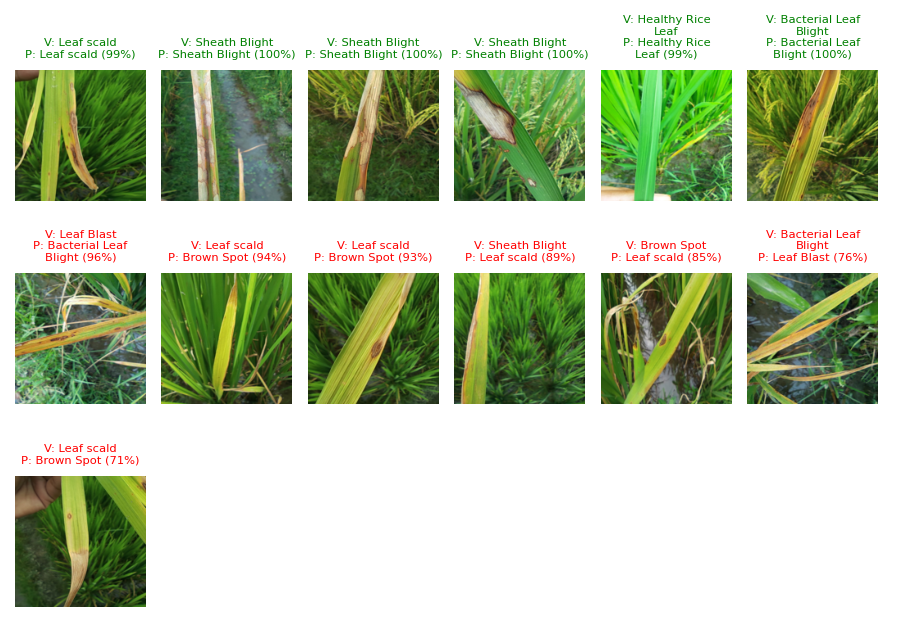 V: Leaf scald
P: Leaf scald (99%)
V: Sheath Blight
P: Sheath Blight (100%)
V: Sheath Blight
P: Sheath Blight (100%)
V: Sheath Blight
P: Sheath Blight (100%)
V: Healthy Rice
Leaf
P: Healthy Rice
Leaf (99%)
V: Bacterial Leaf
Blight
P: Bacterial Leaf
Blight (100%)
V: Leaf Blast
P: Bacterial Leaf
Blight (96%)
V: Leaf scald
P: Brown Spot (94%)
V: Leaf scald
P: Brown Spot (93%)
V: Sheath Blight
P: Leaf scald (89%)
V: Brown Spot
P: Leaf scald (85%)
V: Bacterial Leaf
Blight
P: Leaf Blast (76%)
V: Leaf scald
P: Brown Spot (71%)